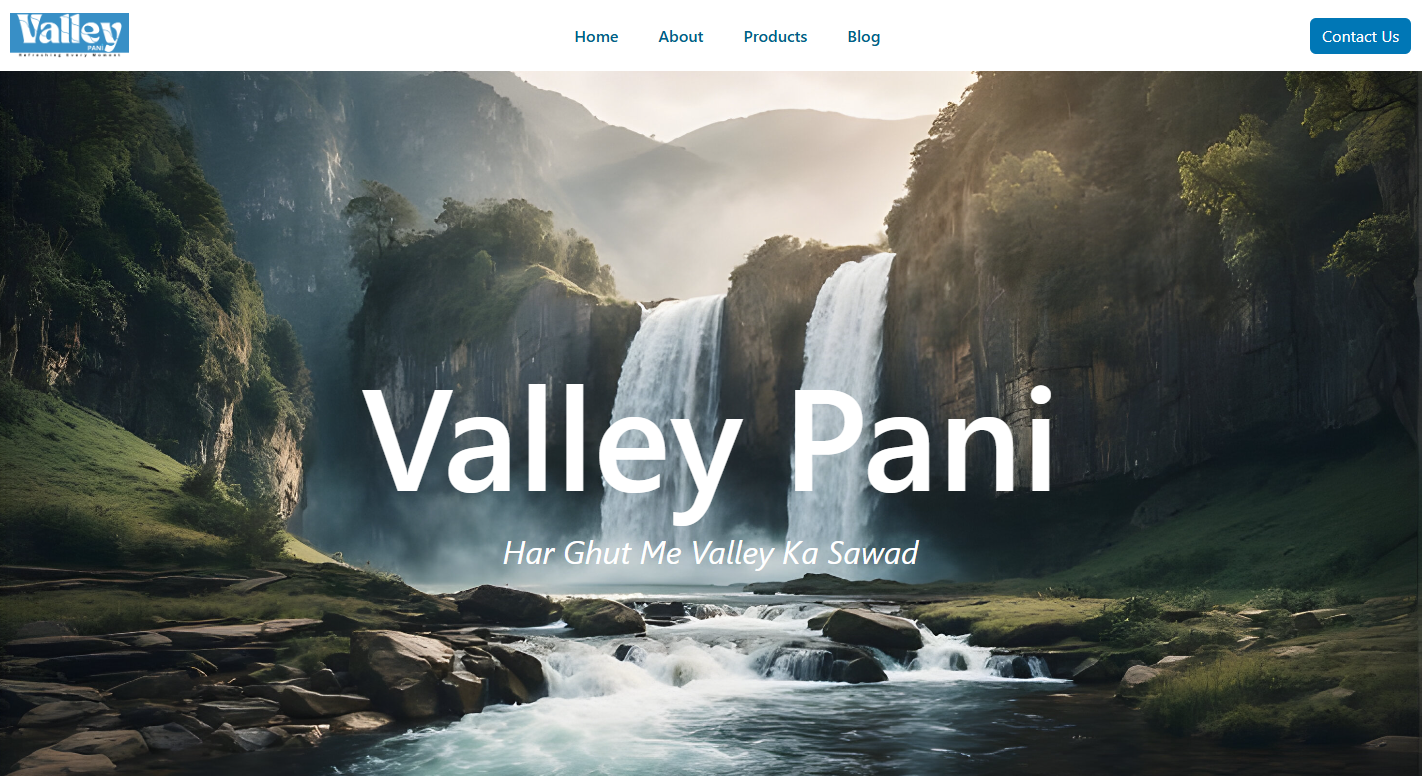 Valley
PANI
Refreshing Every Moment
Home
About
Products
Blog
Contact Us
Valley Pani
Har Ghut Me Valley Ka Sawad